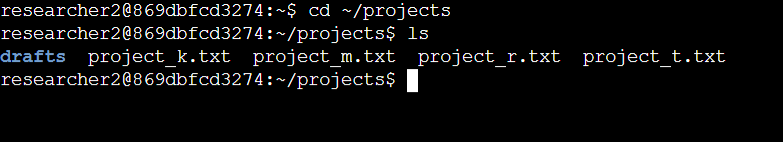 researcher2@869dbfcd3274:~$ cd ~/projects
researcher2@869dbfcd3274:~/projects$ ls
drafts  project_k.txt  project_m.txt  project_r.txt  project_t.txt
researcher2@869dbfcd3274:~/projects$